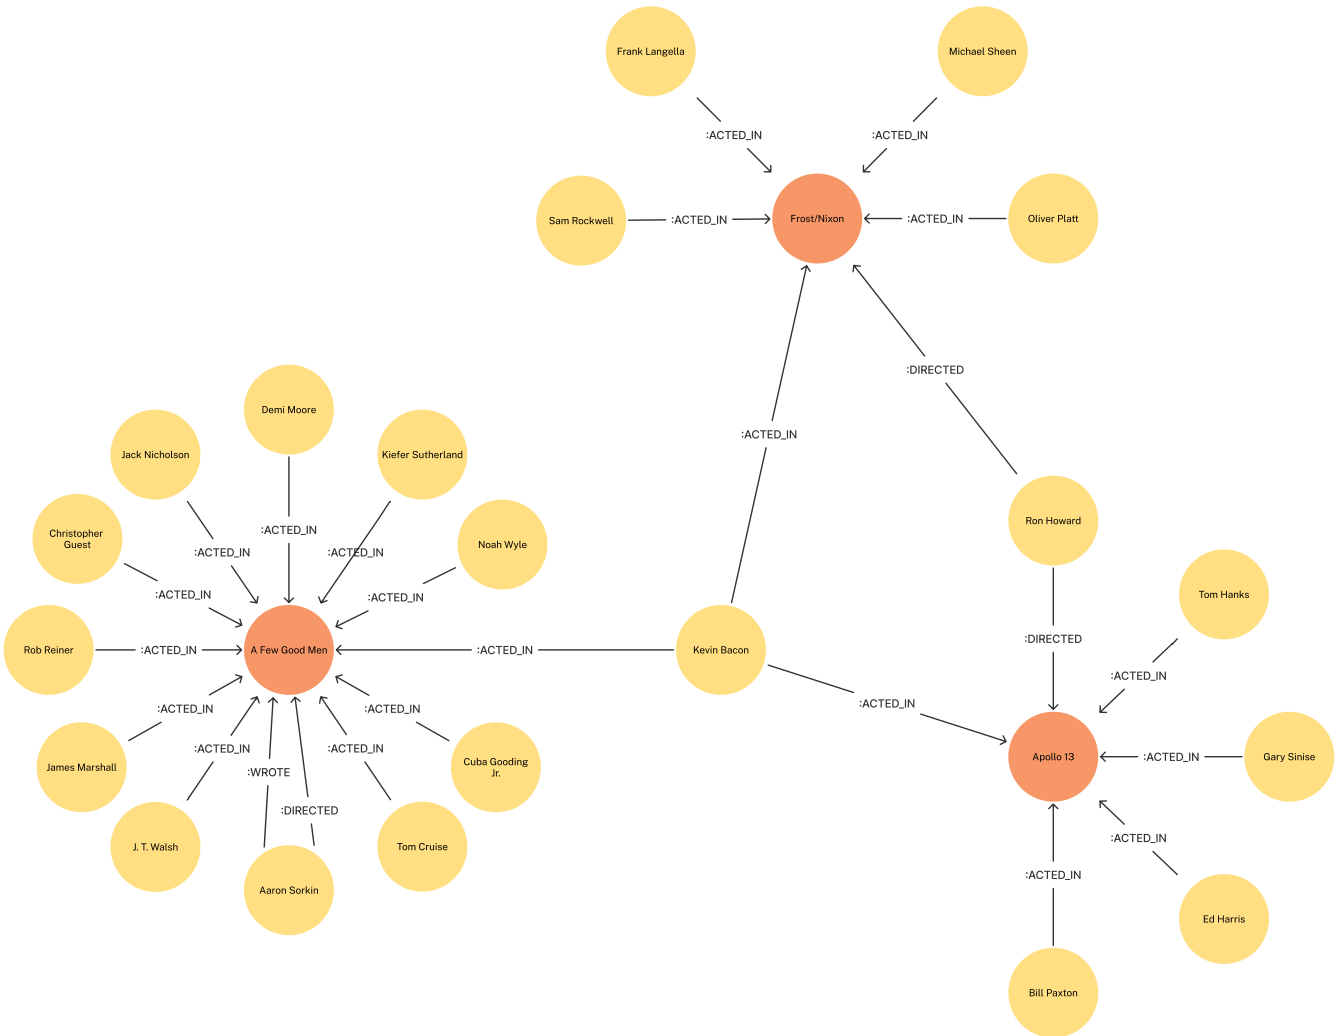 Frank Langella
Michael Sheen
:ACTED_IN
:ACTED_IN
Sam Rockwell
:ACTED_IN
Frost/Nixon
:ACTED_IN
Oliver Platt
:DIRECTED
Demi Moore
:ACTED_IN
Jack Nicholson
Kiefer Sutherland
Ron Howard
:ACTED_IN
Christopher
Guest
Noah Wyle
:ACTED_IN
:ACTED_IN
:ACTED_IN
:ACTED_IN
Tom Hanks
:DIRECTED
Rob Reiner
:ACTED_IN
A Few Good Men
:ACTED_IN
Kevin Bacon
:ACTED_IN
:ACTED_IN
:ACTED_IN
:ACTED_IN
:ACTED_IN
:ACTED_IN
Apollo 13
:ACTED_IN
Gary Sinise
James Marshall
:WROTE
Cuba Gooding
Jr.
:DIRECTED
:ACTED_IN
J. T. Walsh
Tom Cruise
:ACTED_IN
Aaron Sorkin
Ed Harris
Bill Paxton